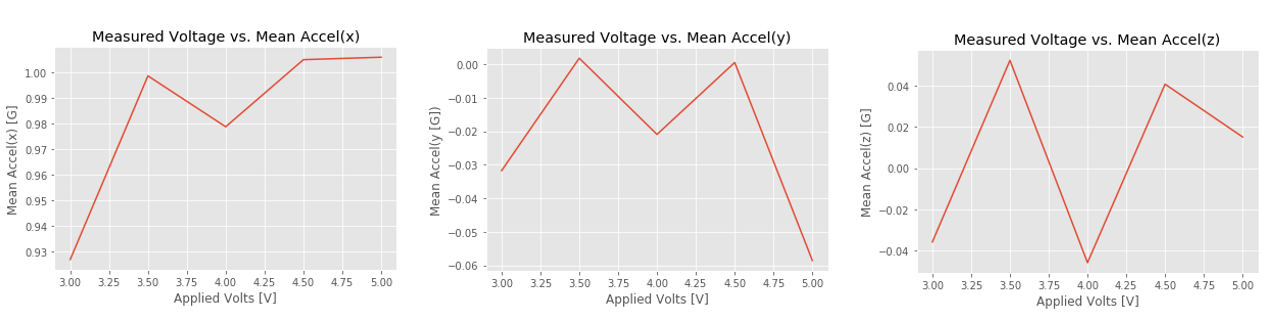 Measured Voltage vs. Mean Accel(x)
Mean Accel(x) [G]
1.00
0.99
0.98
0.97
0.96
0.95
0.94
0.93
3.00 3.25 3.50 3.75 4.00 4.25 4.50 4.75 5.00
Applied Volts [V]
Measured Voltage vs. Mean Accel(y)
Mean Accel(y [G])
0.00
−0.01
−0.02
−0.03
−0.04
−0.05
−0.06
3.00 3.25 3.50 3.75 4.00 4.25 4.50 4.75 5.00
Applied Volts [V]
Measured Voltage vs. Mean Accel(z)
Mean Accel(z) [G]
0.04
0.02
0.00
−0.02
−0.04
3.00 3.25 3.50 3.75 4.00 4.25 4.50 4.75 5.00
Applied Volts [V]